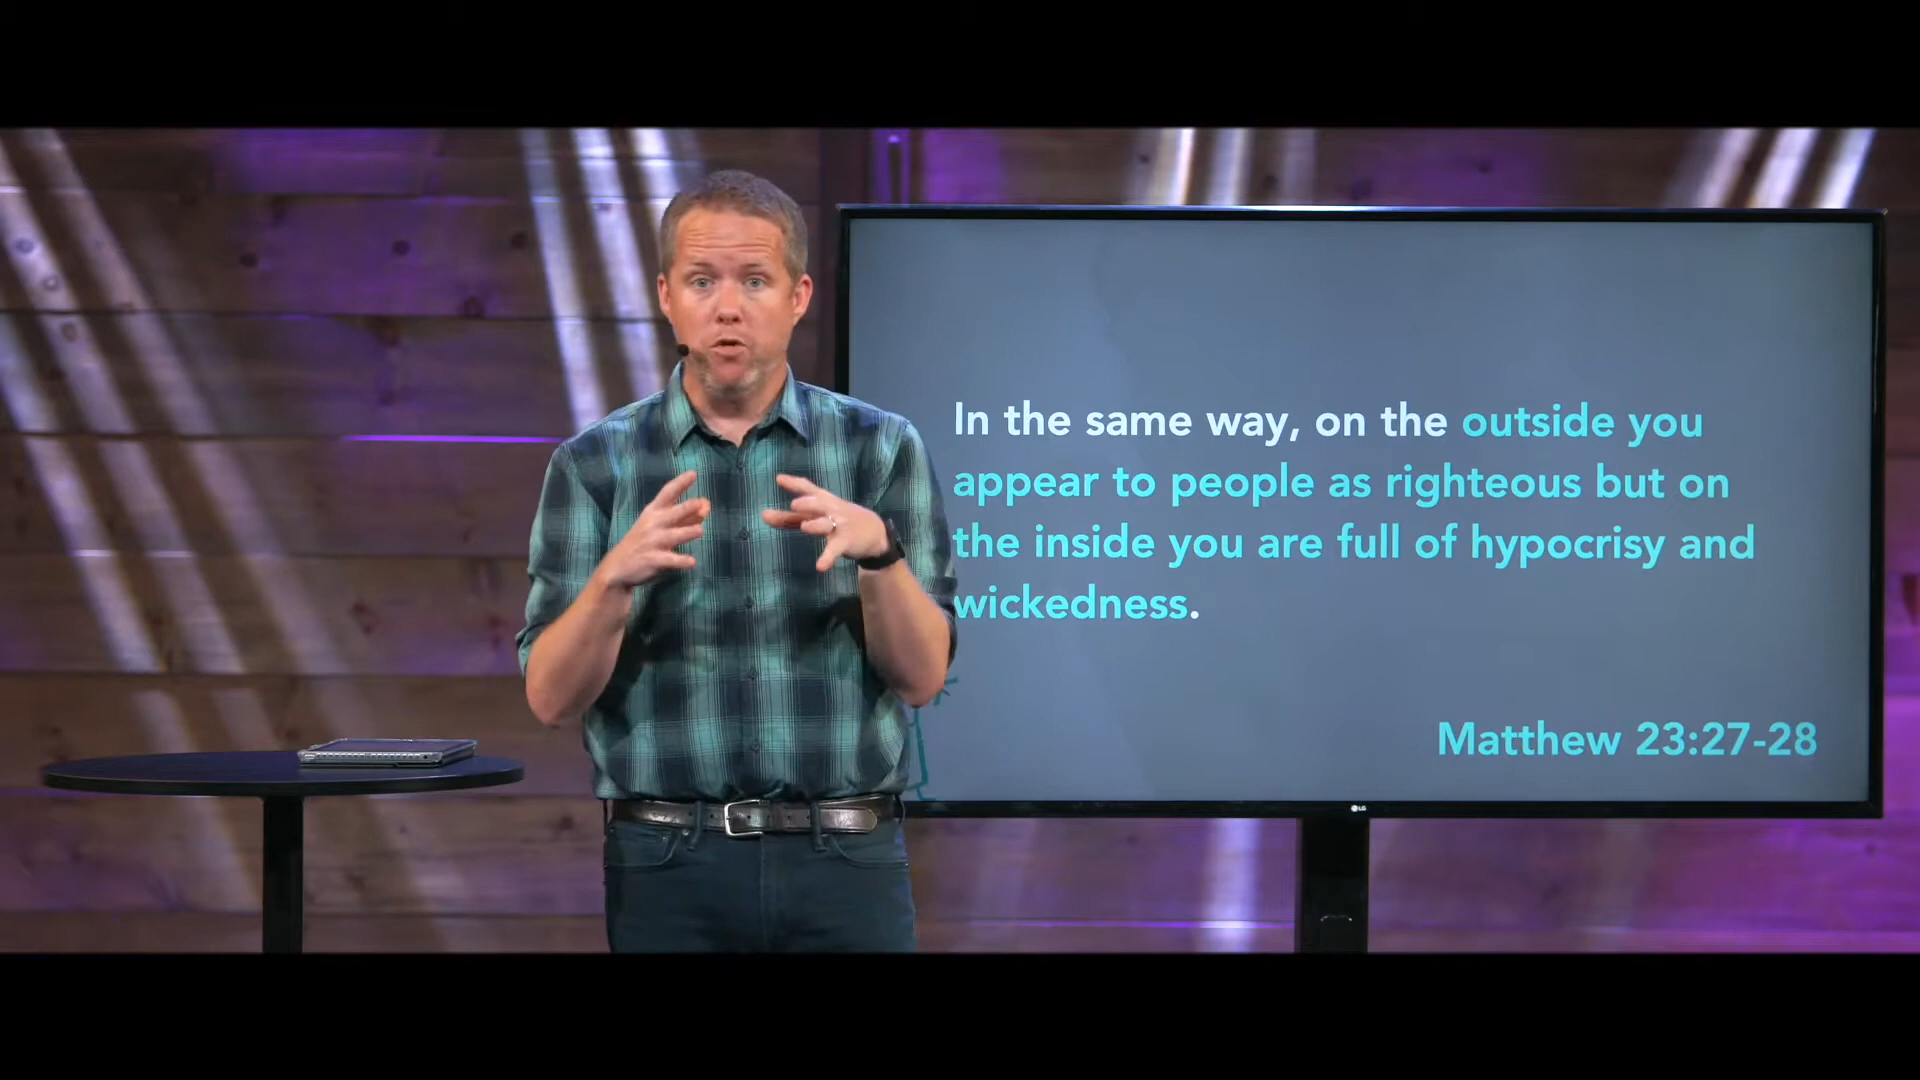 In the same way, on the outside you
appear to people as righteous but on
the inside you are full of hypocrisy and
wickedness.
Matthew 23:27-28
LG